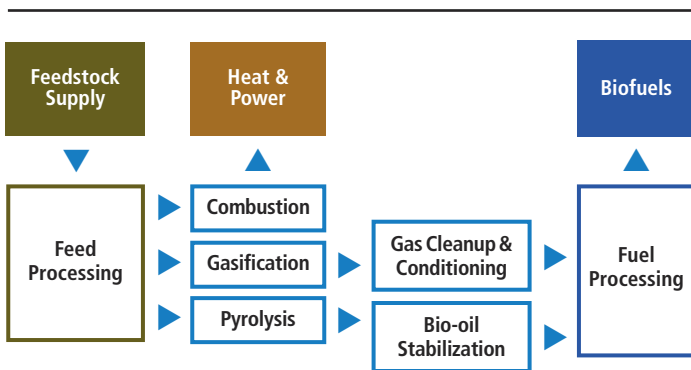 Feedstock
Supply
Heat &
Power
Biofuels
Feed
Processing
Combustion
Gasification
Pyrolysis
Gas Cleanup &
Conditioning
Bio-oil
Stabilization
Fuel
Processing